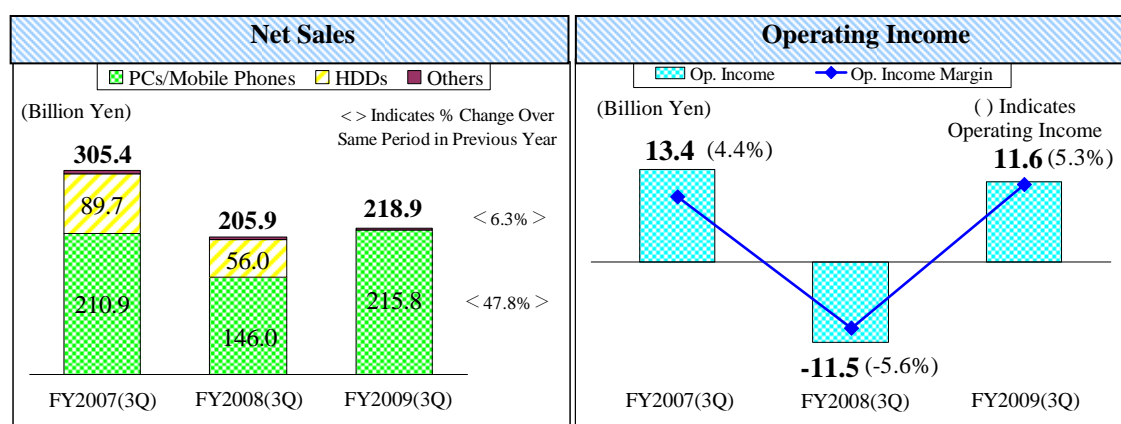 Net Sales
PCs/Mobile Phones HDDs Others
(Billion Yen)
< > Indicates % Change Over
Same Period in Previous Year
305.4
89.7
210.9
205.9
56.0
146.0
218.9
215.8
< 6.3% >
< 47.8% >
FY2007(3Q) FY2008(3Q) FY2009(3Q)
Operating Income
Op. Income Op. Income Margin
(Billion Yen)
( ) Indicates
Operating Income
13.4 (4.4%)
11.6 (5.3%)
-11.5 (-5.6%)
FY2007(3Q) FY2008(3Q) FY2009(3Q)